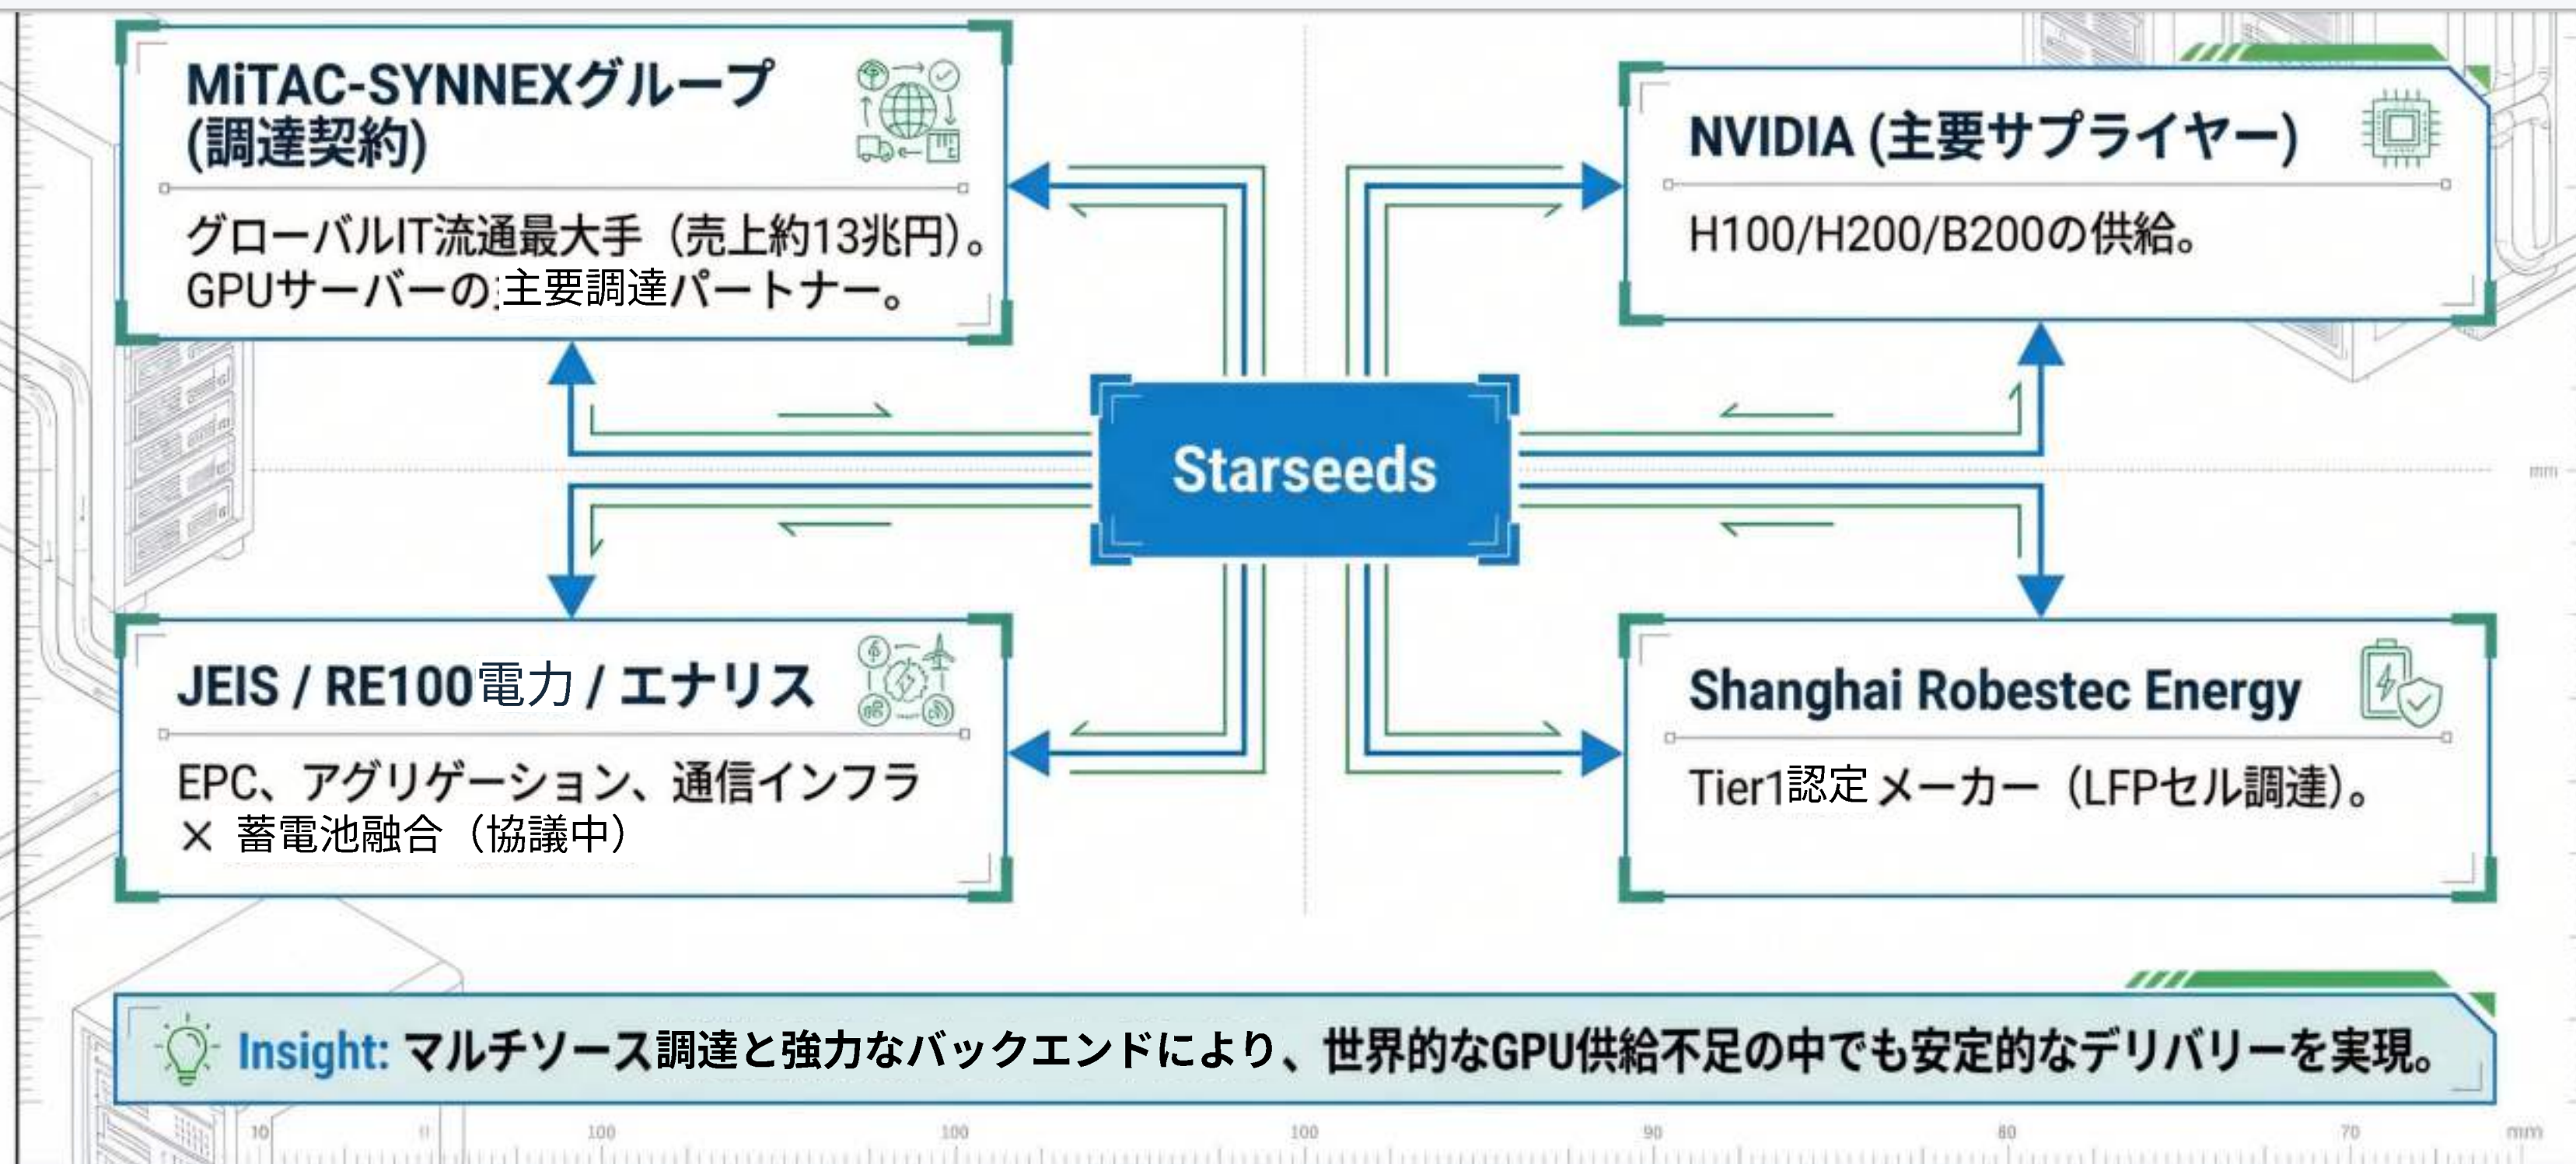 MiTAC-SYNNEXグループ
(調達契約)
グローバルIT流通最大手（売上約13兆円）。
GPUサーバーの主要調達パートナー。
NVIDIA (主要サプライヤー)
H100/H200/B200の供給。
Starseeds
mm
JEIS / RE100電力 / エナリス
EPC、アグリゲーション、通信インフラ
× 蓄電池融合（協議中）
Shanghai Robestec Energy
Tier1認定メーカー（LFPセル調達）。
Insight: マルチソース調達と強力なバックエンドにより、世界的なGPU供給不足の中でも安定的なデリバリーを実現。
10 100 100 100 90 80 70 mm